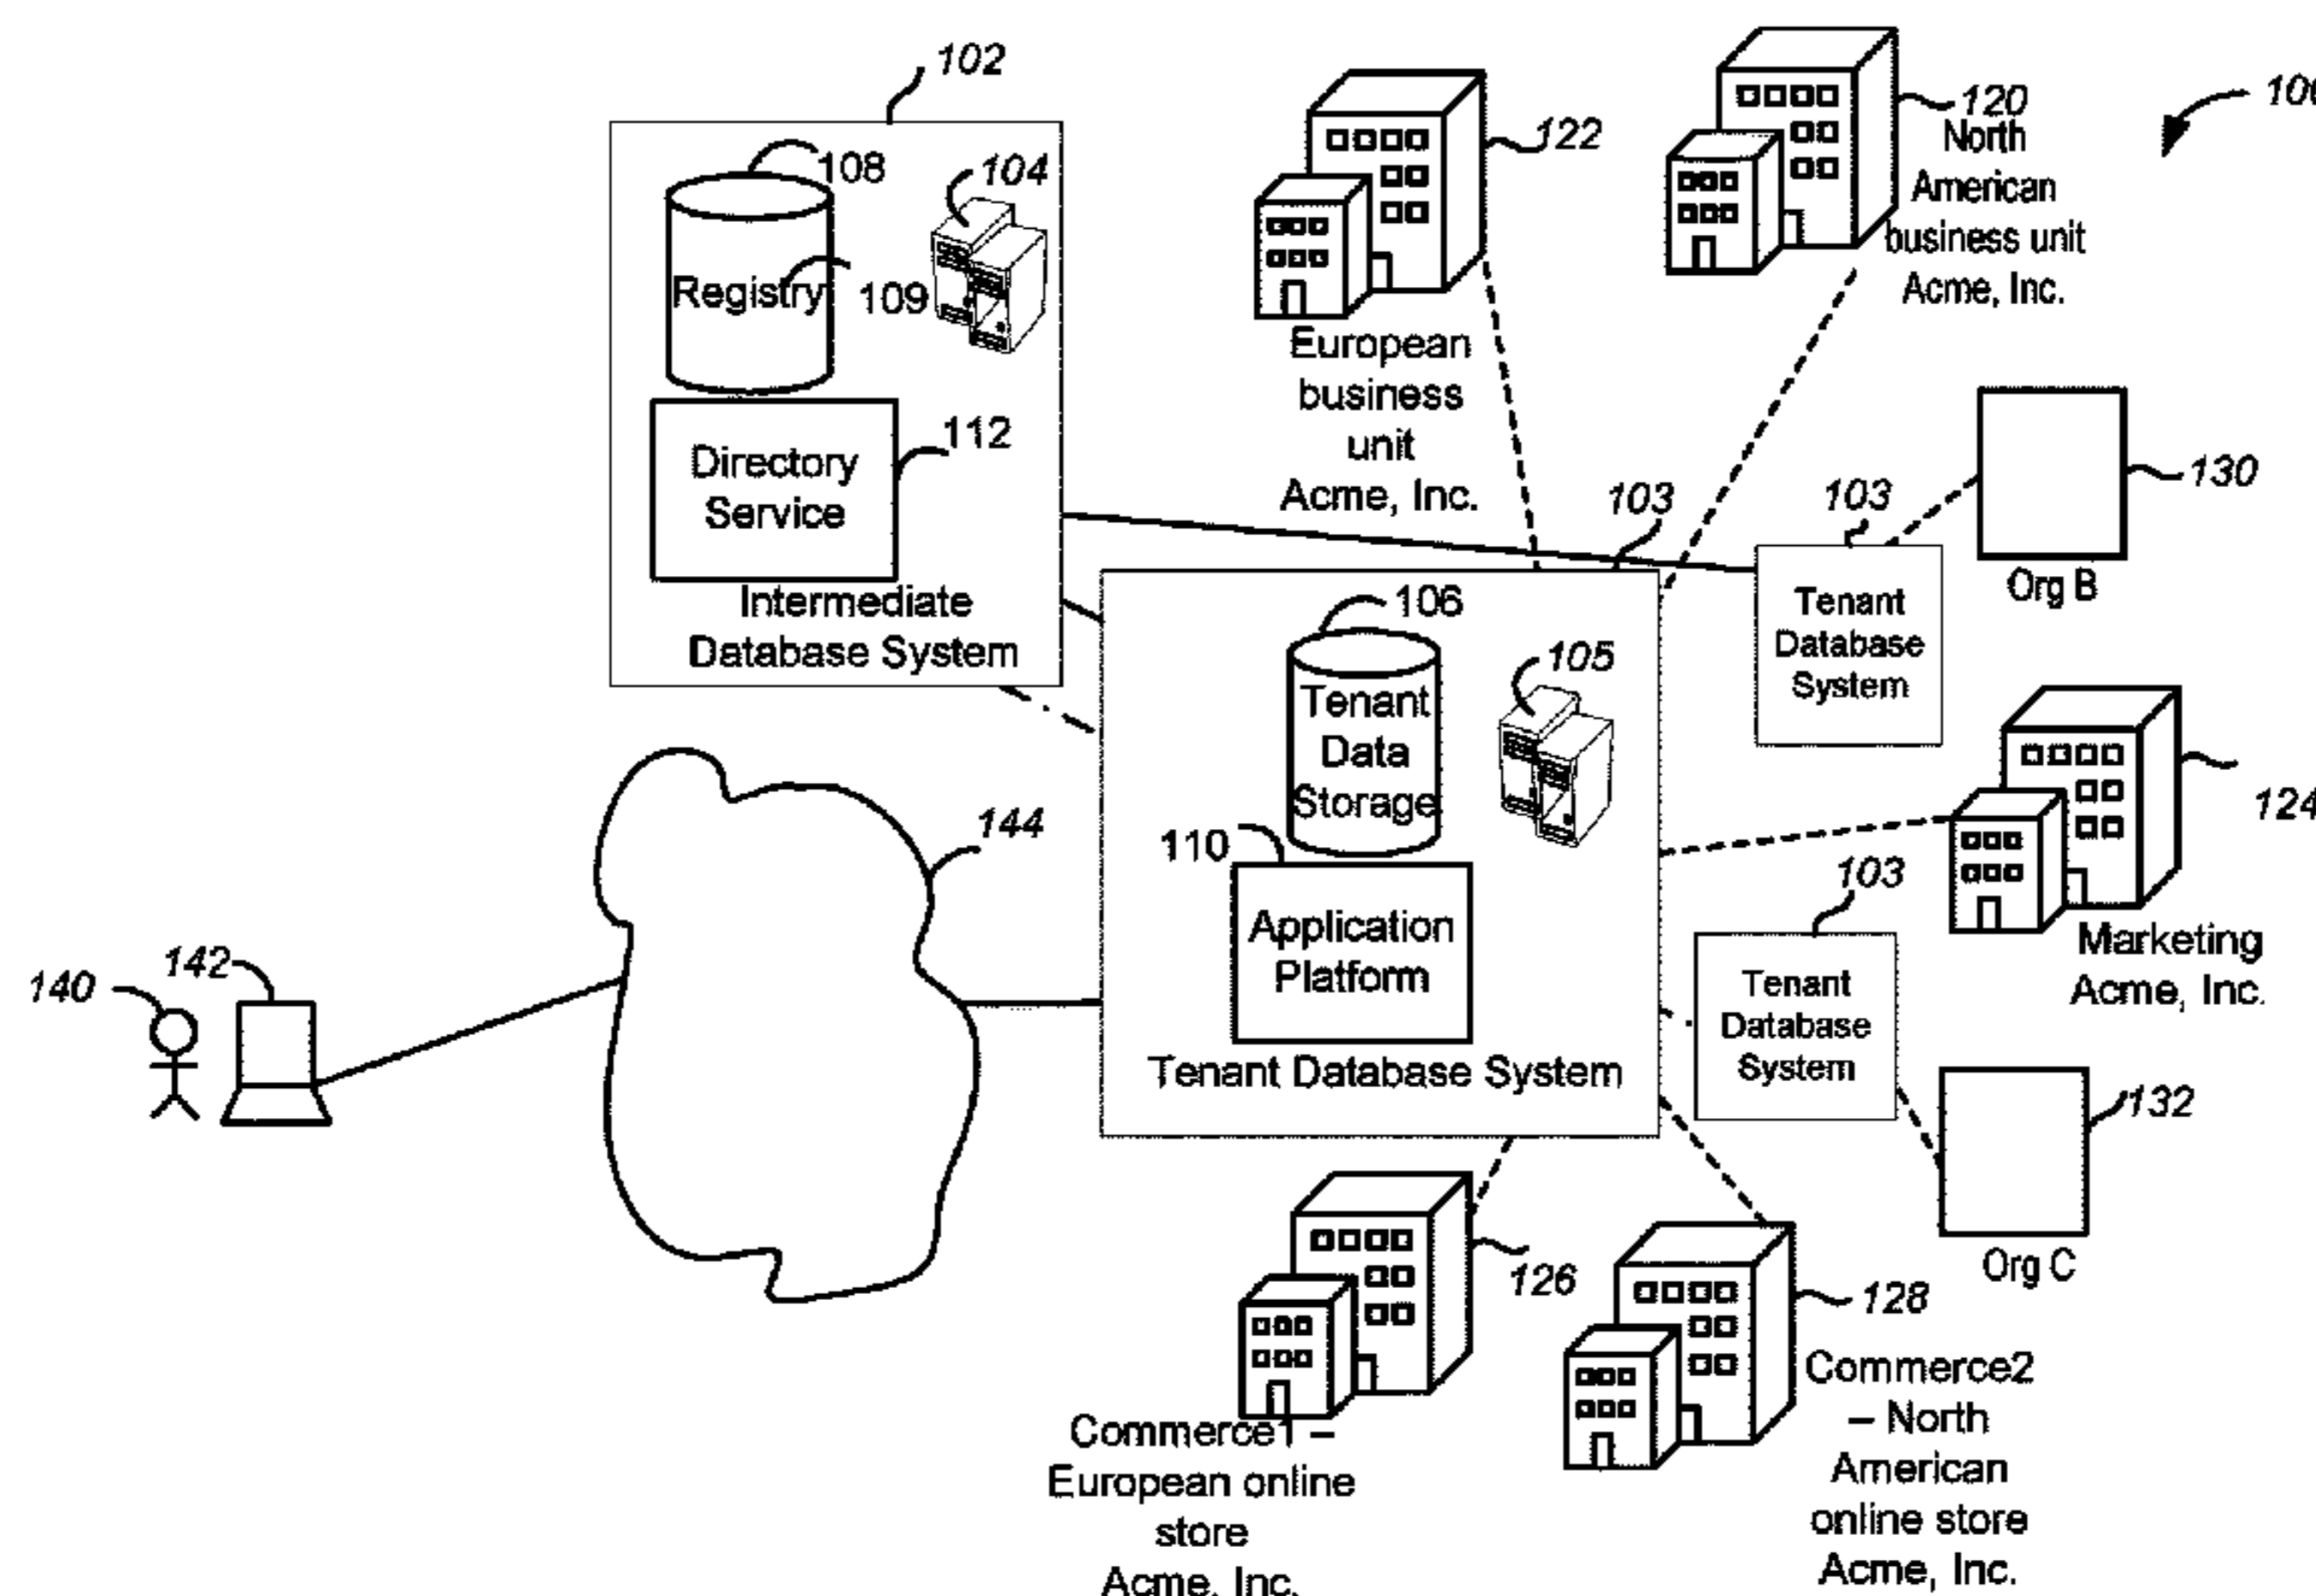 102
108
104
Registry
109
Directory
Service
112
Intermediate
Database System
122
European
business
unit
Acme, Inc.
120
North
American
business unit
Acme, Inc.
130
Org B
103
103
Tenant
Database
System
106
Tenant
Data
Storage
105
110
Application
Platform
Tenant Database System
124
Marketing
Acme, Inc.
103
Tenant
Database
System
132
Org C
144
142
140
126
Commerce1 –
European online
store
Acme, Inc.
128
Commerce2
– North
American
online store
Acme, Inc.